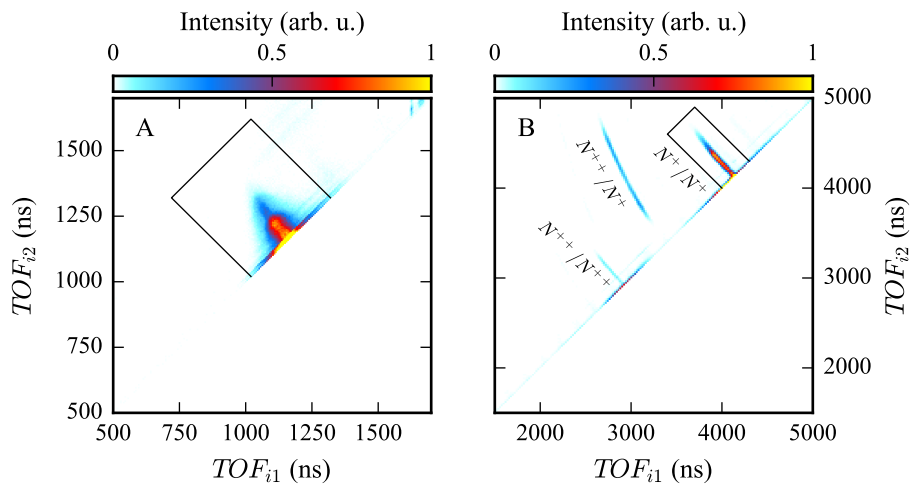 Intensity (arb. u.)
Intensity (arb. u.)
0 0.5 1
0 0.5 1
A
B
1500
1250
1000
750
500
TOF_{i2} (ns)
500 750 1000 1250 1500
TOF_{i1} (ns)
N^{++}/N^{+}
N^{+}/N^{+}
N^{++}/N^{++}
5000
4000
3000
2000
TOF_{i2} (ns)
2000 3000 4000 5000
TOF_{i1} (ns)